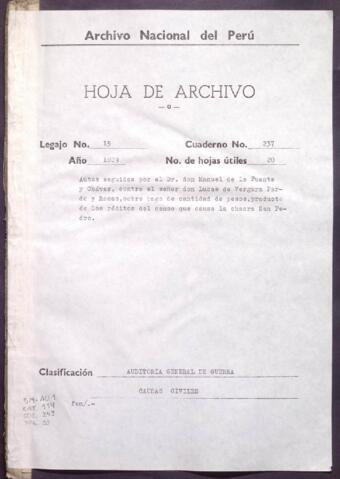 Archivo Nacional del Perú
HOJA DE ARCHIVO
— o —
Legajo No. 15 Cuaderno No. 237
Año No. de hojas útiles 20
Autos seguidos por el Dr. don Manuel de la Fuente
y Chávez, contra el señor don Lucas de Vergara Par-
do y Rosas, sobre pago de cantidad de pesos, producto
de los réditos del censo que causa la chacra San Pe-
dro.
Clasificación AUDITORIA GENERAL DE GUERRA
CAUSAS CIVILES
fsn/.-